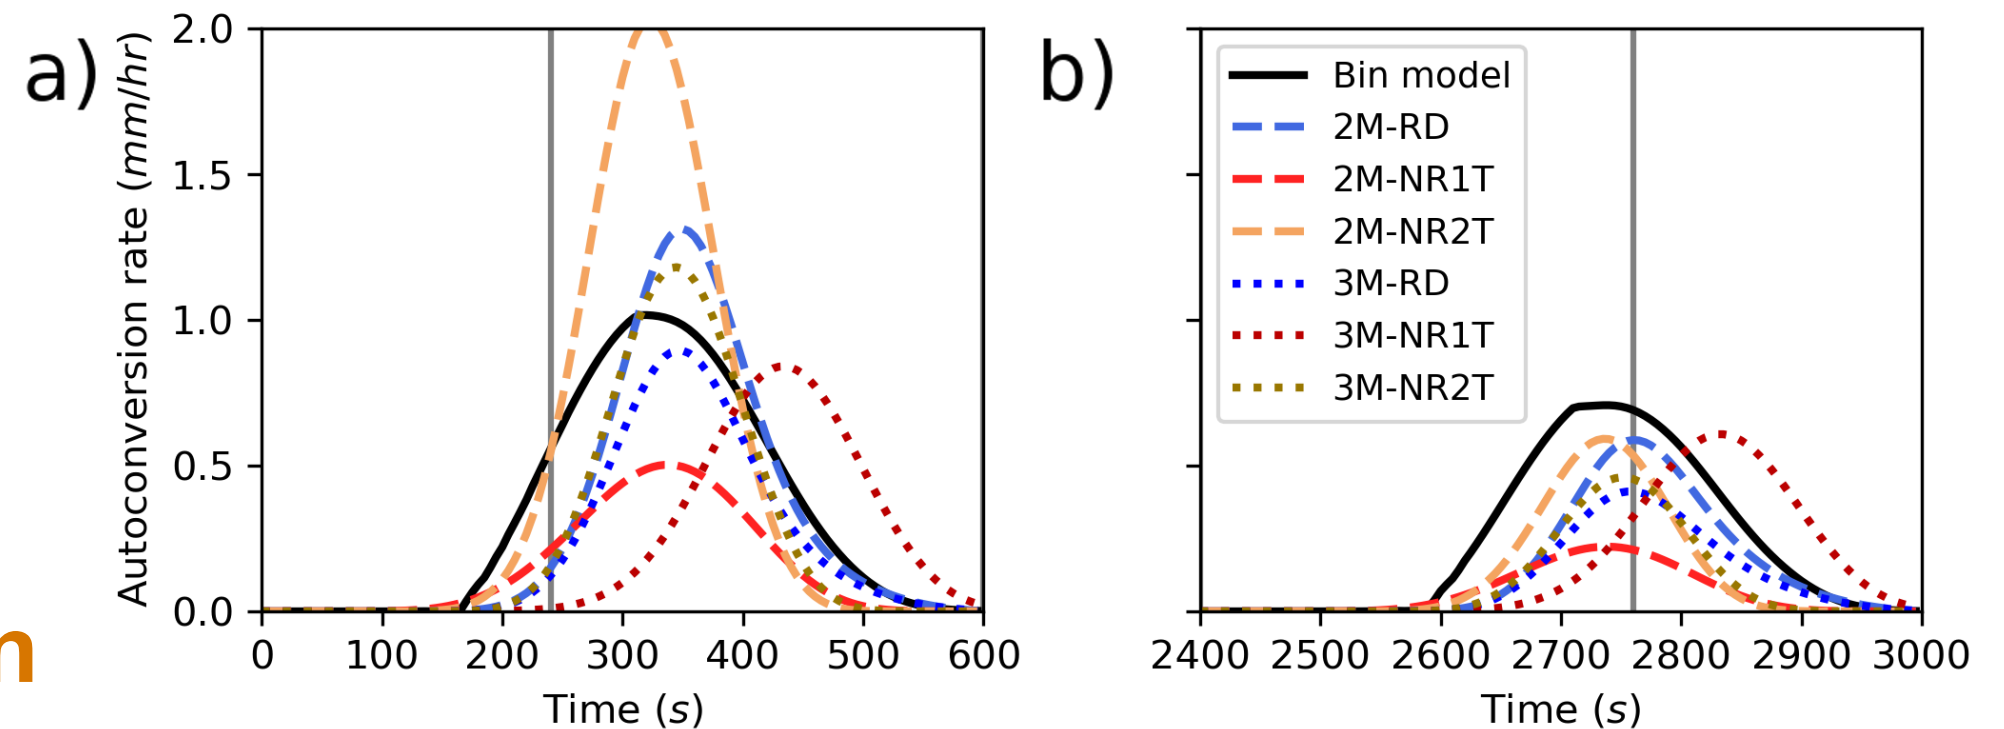 a)
Autoconversion rate (mm/hr)
2.0
1.5
1.0
0.5
0.0
0 100 200 300 400 500 600
Time (s)
n
b)
Bin model
2M-RD
2M-NR1T
2M-NR2T
3M-RD
3M-NR1T
3M-NR2T
2400 2500 2600 2700 2800 2900 3000
Time (s)